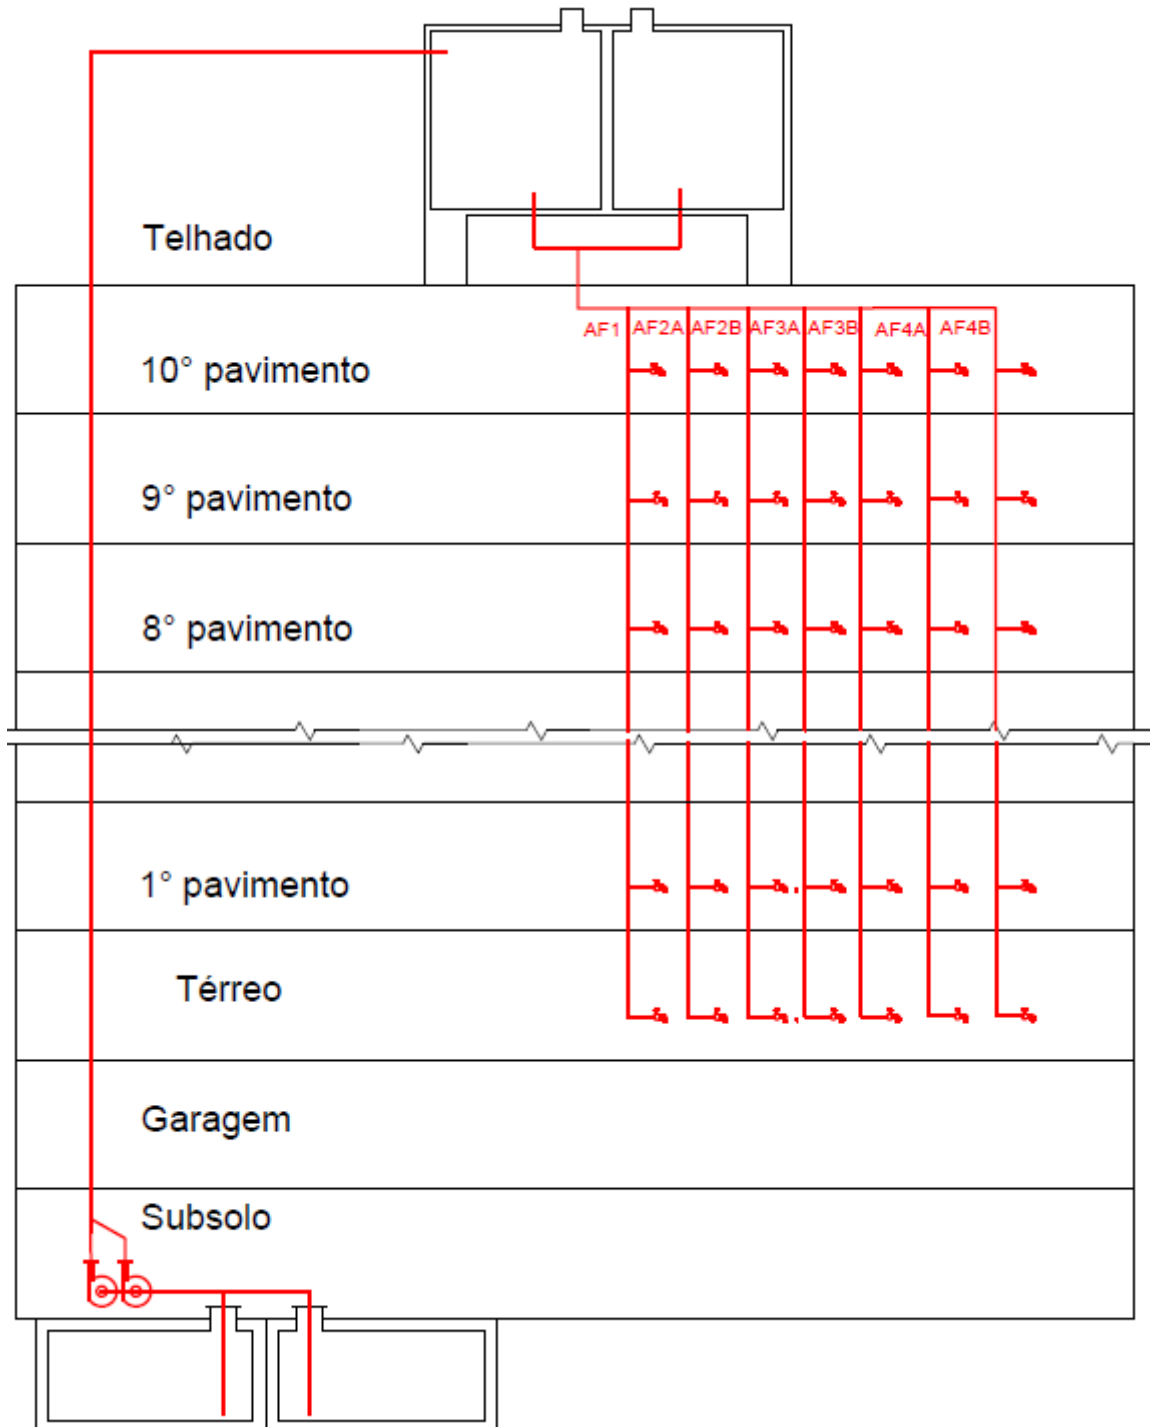 Telhado
AF1 AF2A AF2B AF3A AF3B AF4A AF4B
10° pavimento
9° pavimento
8° pavimento
1° pavimento
Térreo
Garagem
Subsolo